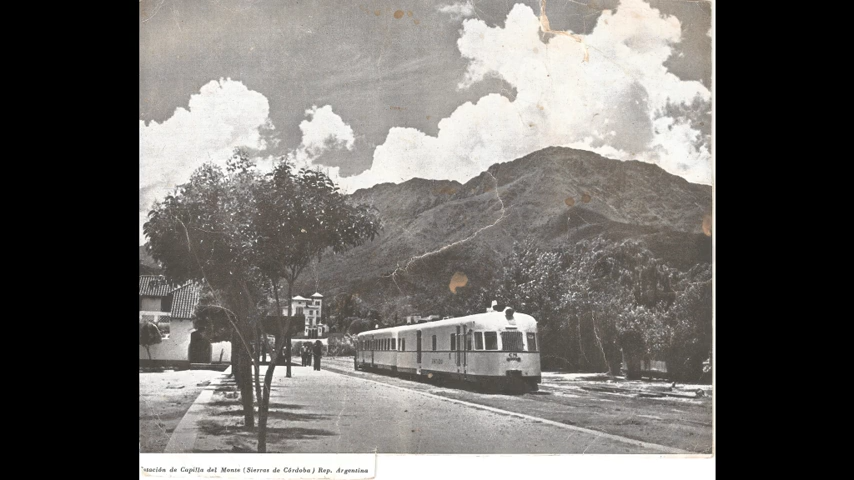 stación de Capilla del Monte (Sierras de Córdoba) Rep. Argentina